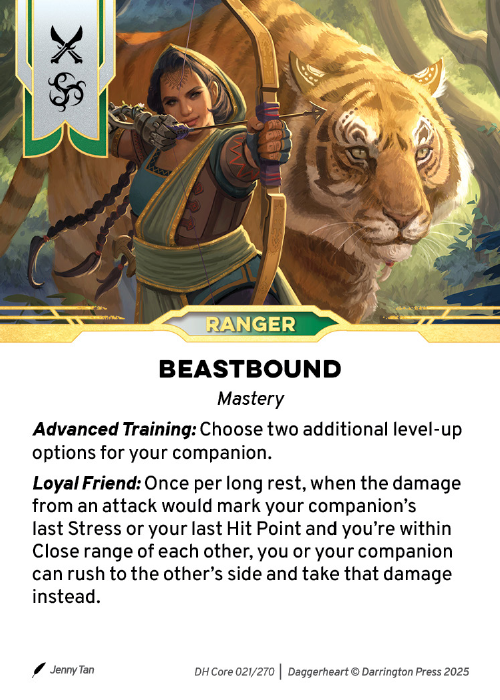 RANGER
BEASTBOUND
Mastery
Advanced Training: Choose two additional level-up
options for your companion.
Loyal Friend: Once per long rest, when the damage
from an attack would mark your companion’s
last Stress or your last Hit Point and you’re within
Close range of each other, you or your companion
can rush to the other’s side and take that damage
instead.
Jenny Tan
DH Core 021/270 | Daggerheart © Darrington Press 2025